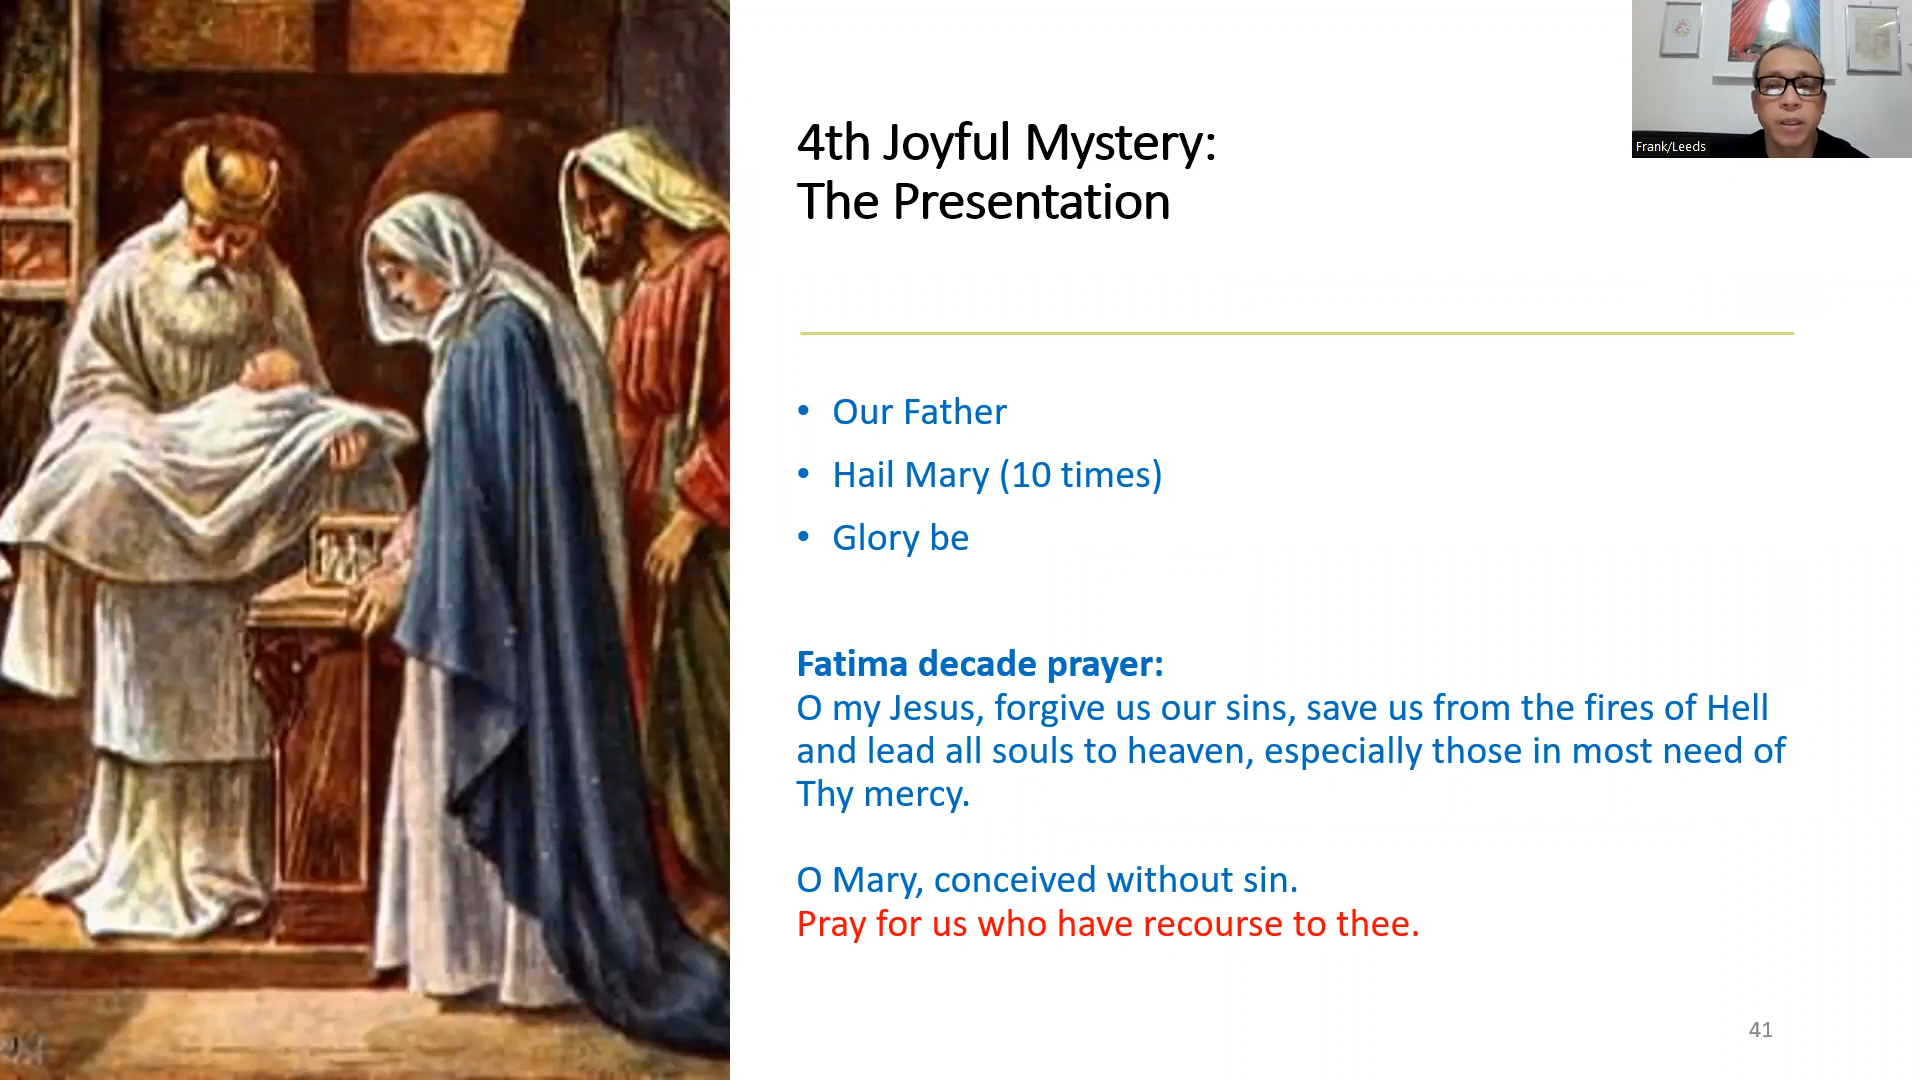 4th Joyful Mystery:
The Presentation
Frank/Leeds
• Our Father
• Hail Mary (10 times)
• Glory be
Fatima decade prayer:
O my Jesus, forgive us our sins, save us from the fires of Hell
and lead all souls to heaven, especially those in most need of
Thy mercy.
O Mary, conceived without sin.
Pray for us who have recourse to thee.
41